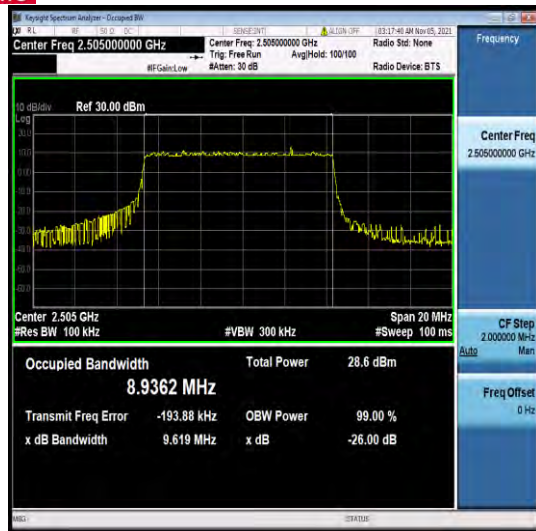 Keysight Spectrum Analyzer - Occupied BW
RL RF 50 Ω DC SENSE:INT ALIGN OFF 03:17:40 AM Nov 05, 2021
Center Freq 2.505000000 GHz Center Freq: 2.505000000 GHz Radio Std: None Frequency
Trig: Free Run Avg|Hold: 100/100
#IFGain:Low #Atten: 30 dB Radio Device: BTS
10 dB/div Ref 30.00 dBm
Log
20.0
10.0
0.00
-10.0
-20.0
-30.0
-40.0
-50.0
-60.0
Center Freq
2.505000000 GHz
Center 2.505 GHz Span 20 MHz
#Res BW 100 kHz #VBW 300 kHz #Sweep 100 ms
CF Step
2.000000 MHz
Auto Man
Occupied Bandwidth Total Power 28.6 dBm
8.9362 MHz
Freq Offset
0 Hz
Transmit Freq Error -193.88 kHz OBW Power 99.00 %
x dB Bandwidth 9.619 MHz x dB -26.00 dB
MSG STATUS